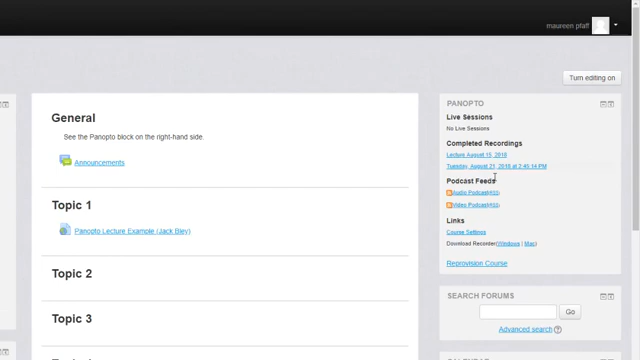 maureen pfaff
Turn editing on
General
See the Panopto block on the right-hand side.
Announcements
Topic 1
Panopto Lecture Example (Jack Bley)
Topic 2
Topic 3
PANOPTO
Live Sessions
No Live Sessions
Completed Recordings
Lecture August 15, 2018
Tuesday, August 21, 2018 at 2:45:14 PM
Podcast Feeds
Audio Podcast(RSS)
Video Podcast(RSS)
Links
Course Settings
Download Recorder(Windows | Mac)
Reprovision Course
SEARCH FORUMS
Go
Advanced search